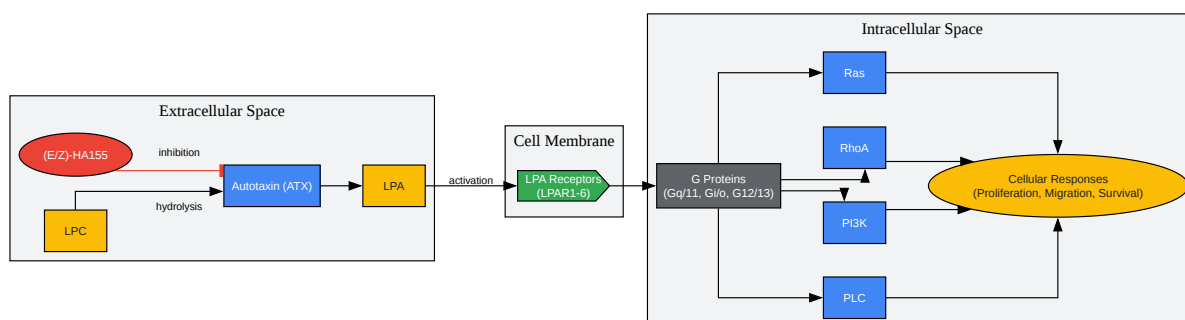 Extracellular Space
(E/Z)-HA155
inhibition
Autotaxin (ATX)
LPA
hydrolysis
LPC
activation
Cell Membrane
LPA Receptors
(LPAR1-6)
Intracellular Space
G Proteins
(Gq/11, Gi/o, G12/13)
Ras
RhoA
PI3K
PLC
Cellular Responses
(Proliferation, Migration, Survival)